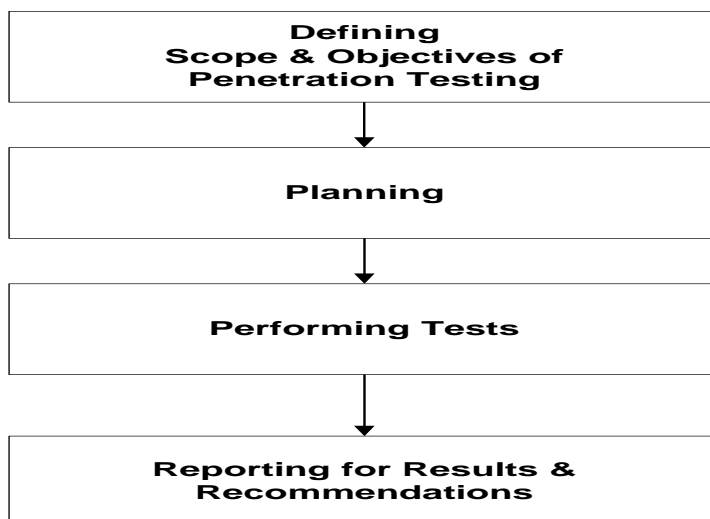 Defining
Scope & Objectives of
Penetration Testing
Planning
Performing Tests
Reporting for Results &
Recommendations